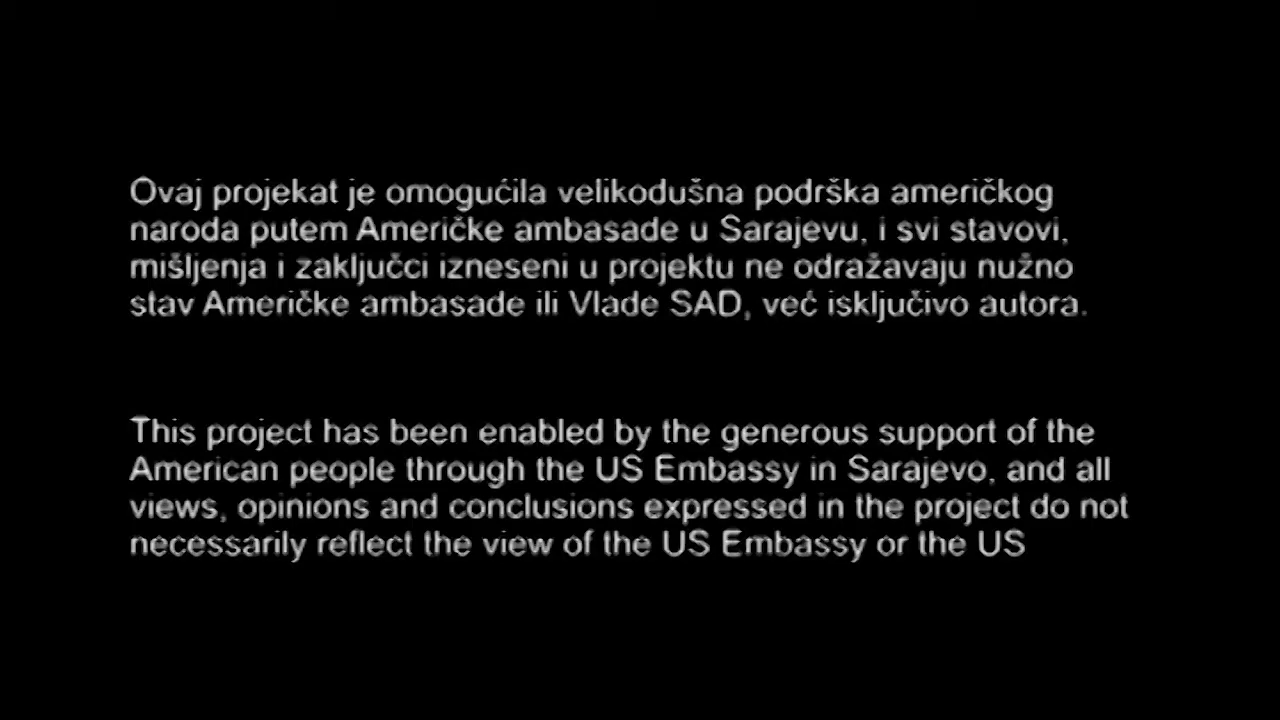 Ovaj projekat je omogućila velikodušna podrška američkog
naroda putem Američke ambasade u Sarajevu, i svi stavovi,
mišljenja i zaključci izneseni u projektu ne odražavaju nužno
stav Američke ambasade ili Vlade SAD, već isključivo autora.
This project has been enabled by the generous support of the
American people through the US Embassy in Sarajevo, and all
views, opinions and conclusions expressed in the project do not
necessarily reflect the view of the US Embassy or the US